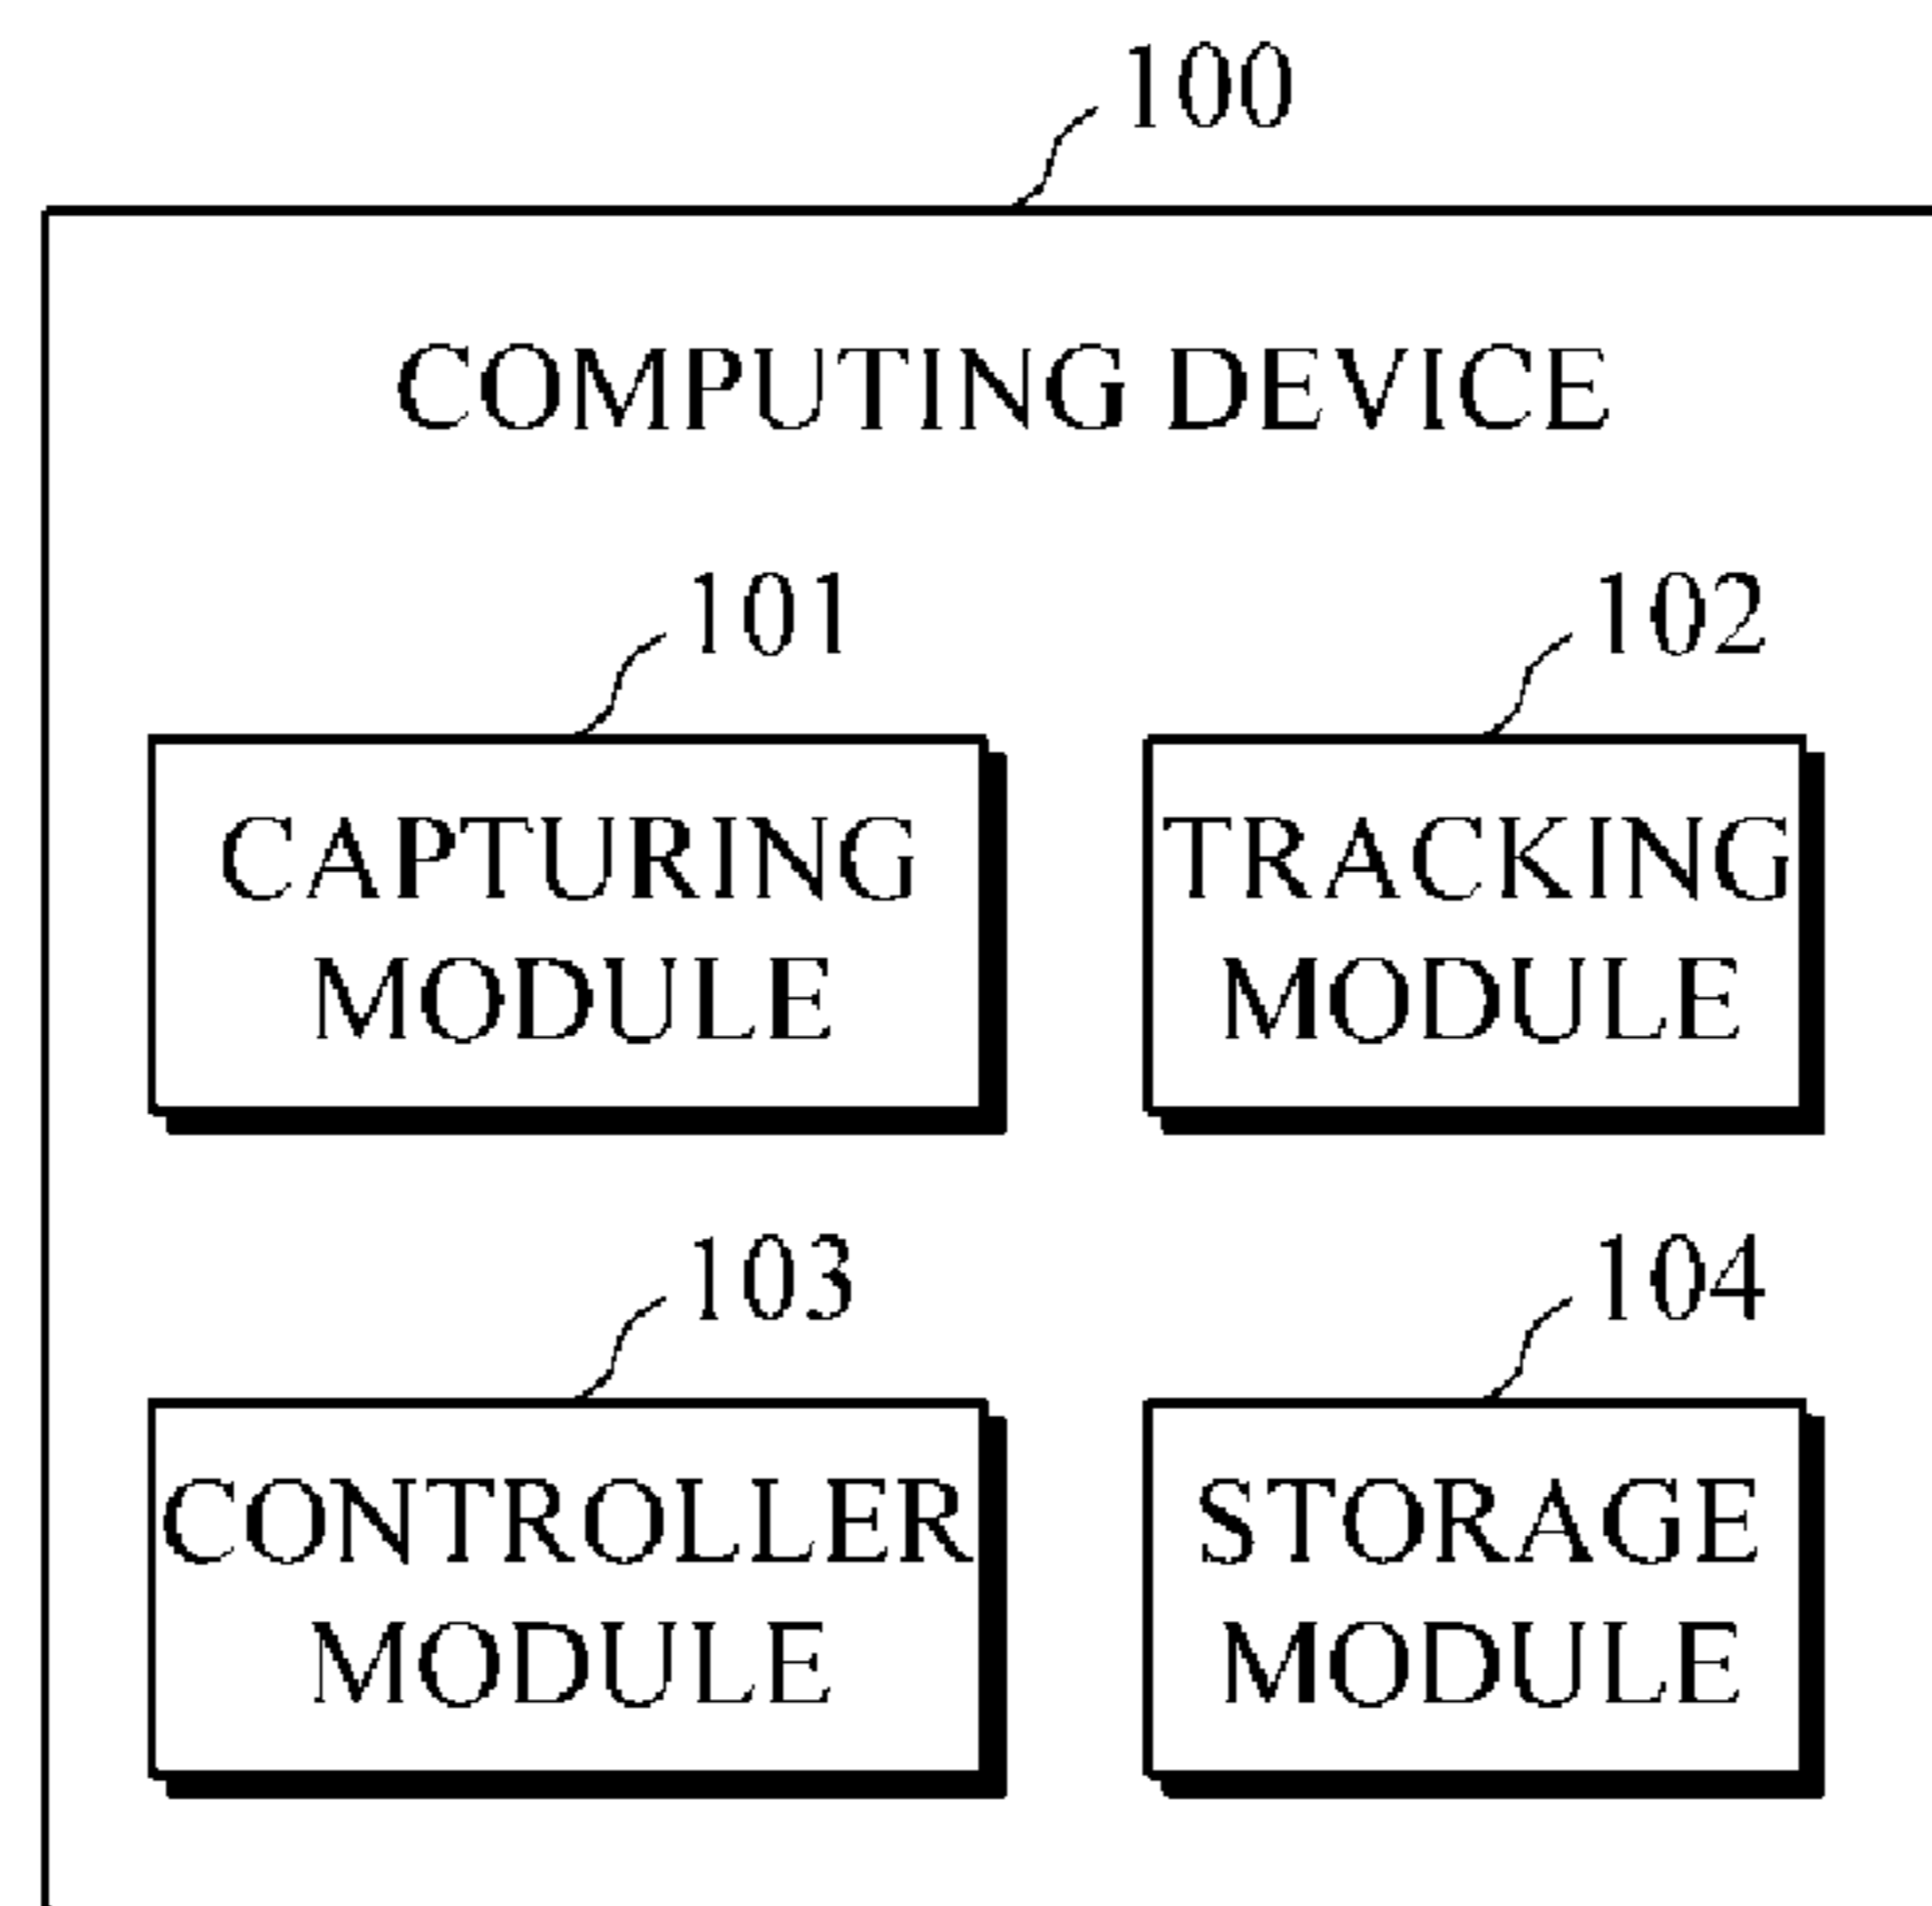 100
COMPUTING DEVICE
101
102
CAPTURING
MODULE
TRACKING
MODULE
103
104
CONTROLLER
MODULE
STORAGE
MODULE